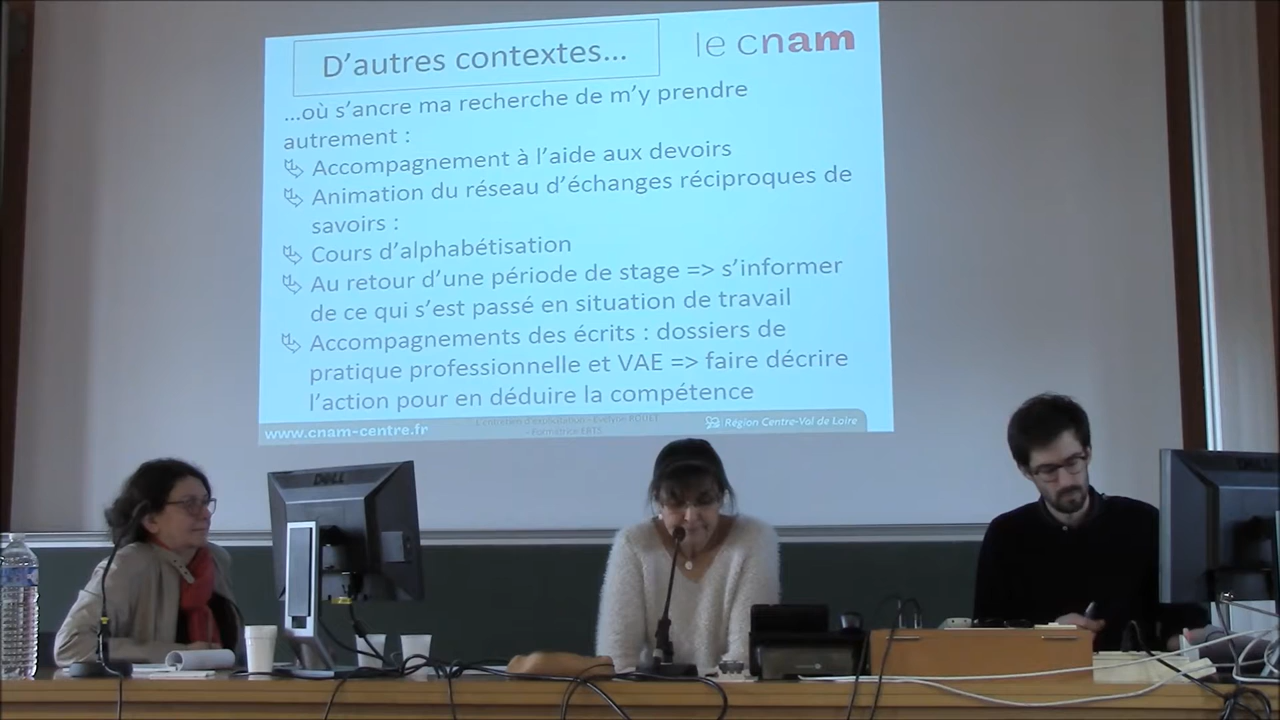 D'autres contextes...
le cnam
...où s'ancre ma recherche de m'y prendre
autrement :
Accompagnement à l'aide aux devoirs
Animation du réseau d'échanges réciproques de
savoirs :
Cours d'alphabétisation
Au retour d'une période de stage => s'informer
de ce qui s'est passé en situation de travail
Accompagnements des écrits : dossiers de
pratique professionnelle et VAE => faire décrire
l'action pour en déduire la compétence
www.cnam-centre.fr
L'entretien d'explicitation - Evelyne
Région Centre-Val de Loire
DELL